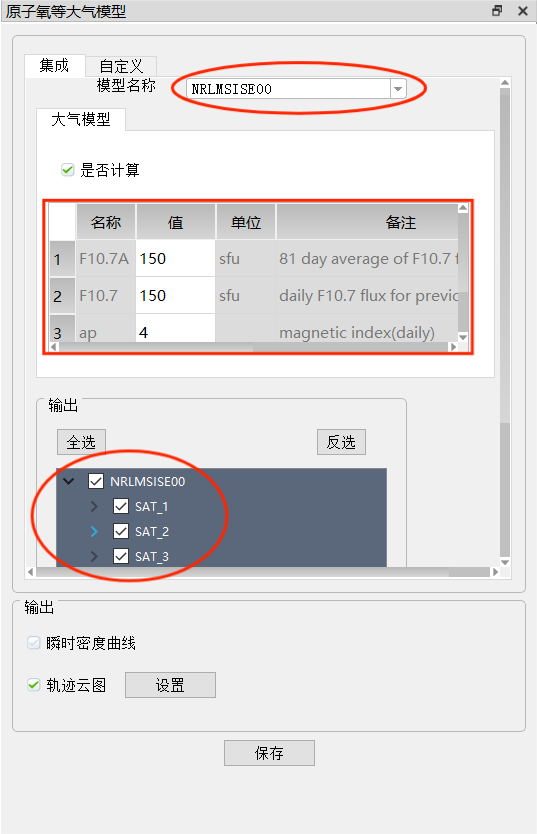 原子氧等大气模型
集成 自定义
模型名称 NRLMSISE00
大气模型
是否计算
名称 值 单位 备注
1 F10.7A 150 sfu 81 day average of F10.7 f
2 F10.7 150 sfu daily F10.7 flux for previo
3 ap 4 magnetic index(daily)
输出
全选 反选
NRLMSISE00
SAT_1
SAT_2
SAT_3
输出
瞬时密度曲线
轨迹云图 设置
保存